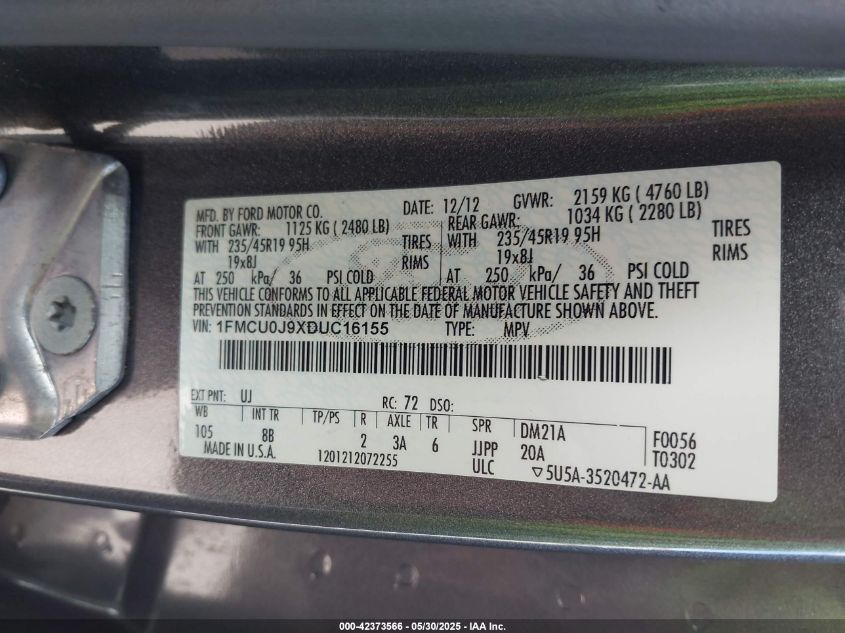 MFD. BY FORD MOTOR CO. DATE: 12/12 GVWR: 2159 KG ( 4760 LB)
FRONT GAWR: 1125 KG ( 2480 LB) REAR GAWR: 1034 KG ( 2280 LB)
WITH 235/45R19 95H TIRES WITH 235/45R19 95H TIRES
19x8J RIMS 19x8J RIMS
AT 250 kPa/ 36 PSI COLD AT 250 kPa/ 36 PSI COLD
THIS VEHICLE CONFORMS TO ALL APPLICABLE FEDERAL MOTOR VEHICLE SAFETY AND THEFT
PREVENTION STANDARDS IN EFFECT ON THE DATE OF MANUFACTURE SHOWN ABOVE.
VIN: 1FMCU0J9XDUC16155 TYPE: MPV
EXT PNT: UJ RC: 72 DSO:
WB INT TR TP/PS R AXLE TR SPR DM21A F0056
105 8B 2 3A 6 JJPP 20A T0302
MADE IN U.S.A. 1201212072255 ULC ▽5U5A-3520472-AA
000-42373566 - 05/30/2025 - IAA Inc.